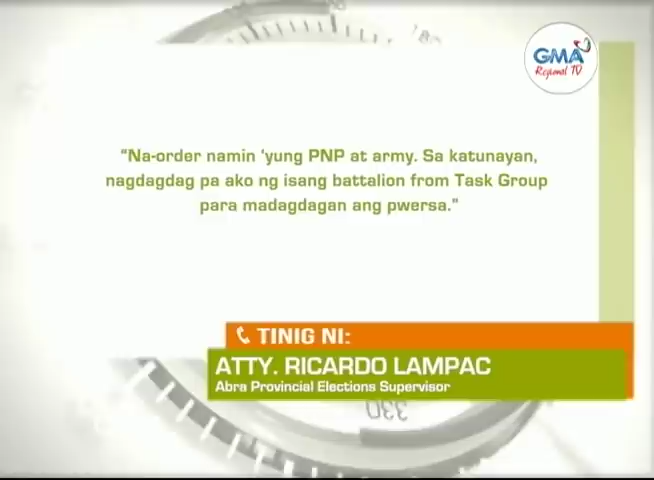 GMA
Regional TV
“Na-order namin ‘yung PNP at army. Sa katunayan,
nagdagdag pa ako ng isang battalion from Task Group
para madagdagan ang pwersa.”
TINIG NI:
ATTY. RICARDO LAMPAC
Abra Provincial Elections Supervisor
330